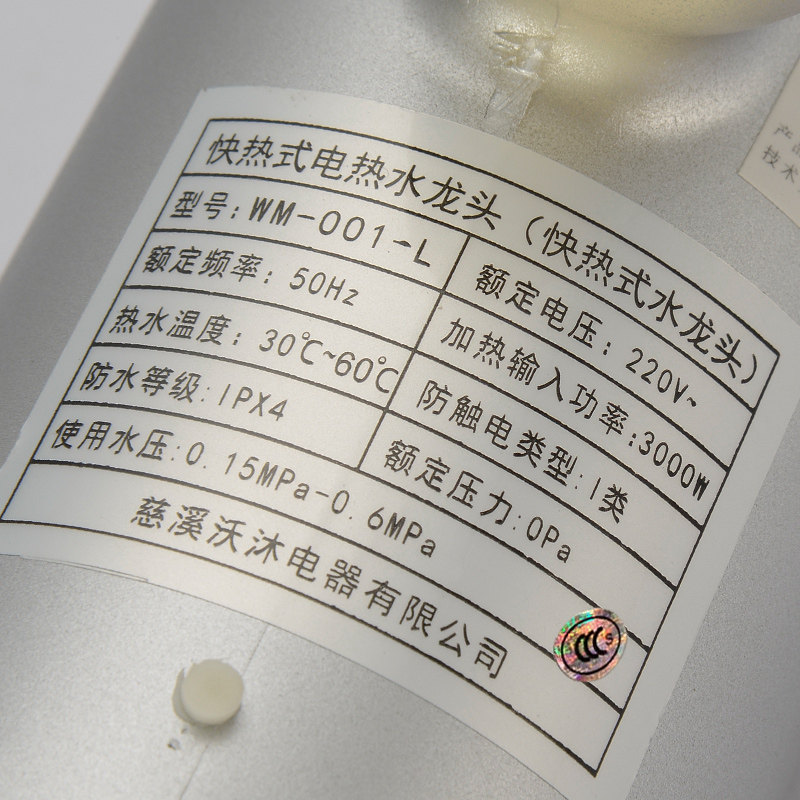 快热式电热水龙头（快热式水龙头）
型号：WM-001-L
额定电压：220V~
额定频率：50Hz
加热输入功率：3000W
热水温度：30℃~60℃
防触电类型：I类
防水等级：IPX4
额定压力：0Pa
使用水压：0.15MPa-0.6MPa
慈溪沃沐电器有限公司
CCC S
技术